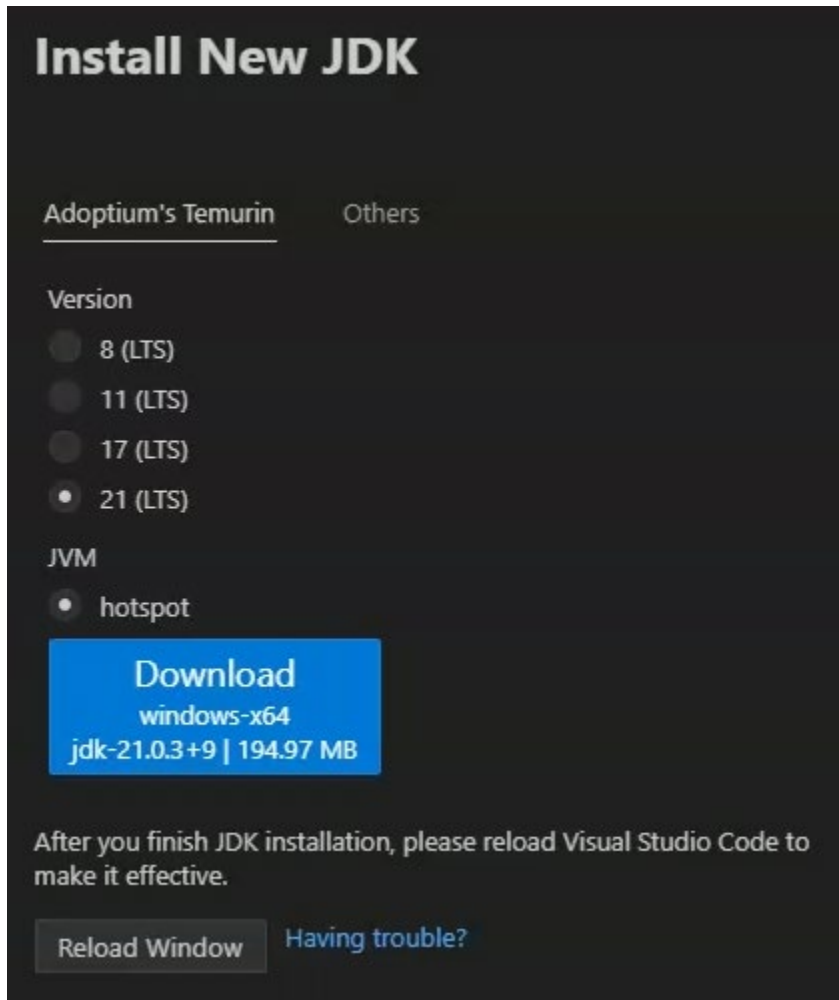 Install New JDK
Adoptium's Temurin Others
Version
8 (LTS)
11 (LTS)
17 (LTS)
21 (LTS)
JVM
hotspot
Download
windows-x64
jdk-21.0.3+9 | 194.97 MB
After you finish JDK installation, please reload Visual Studio Code to
make it effective.
Reload Window Having trouble?